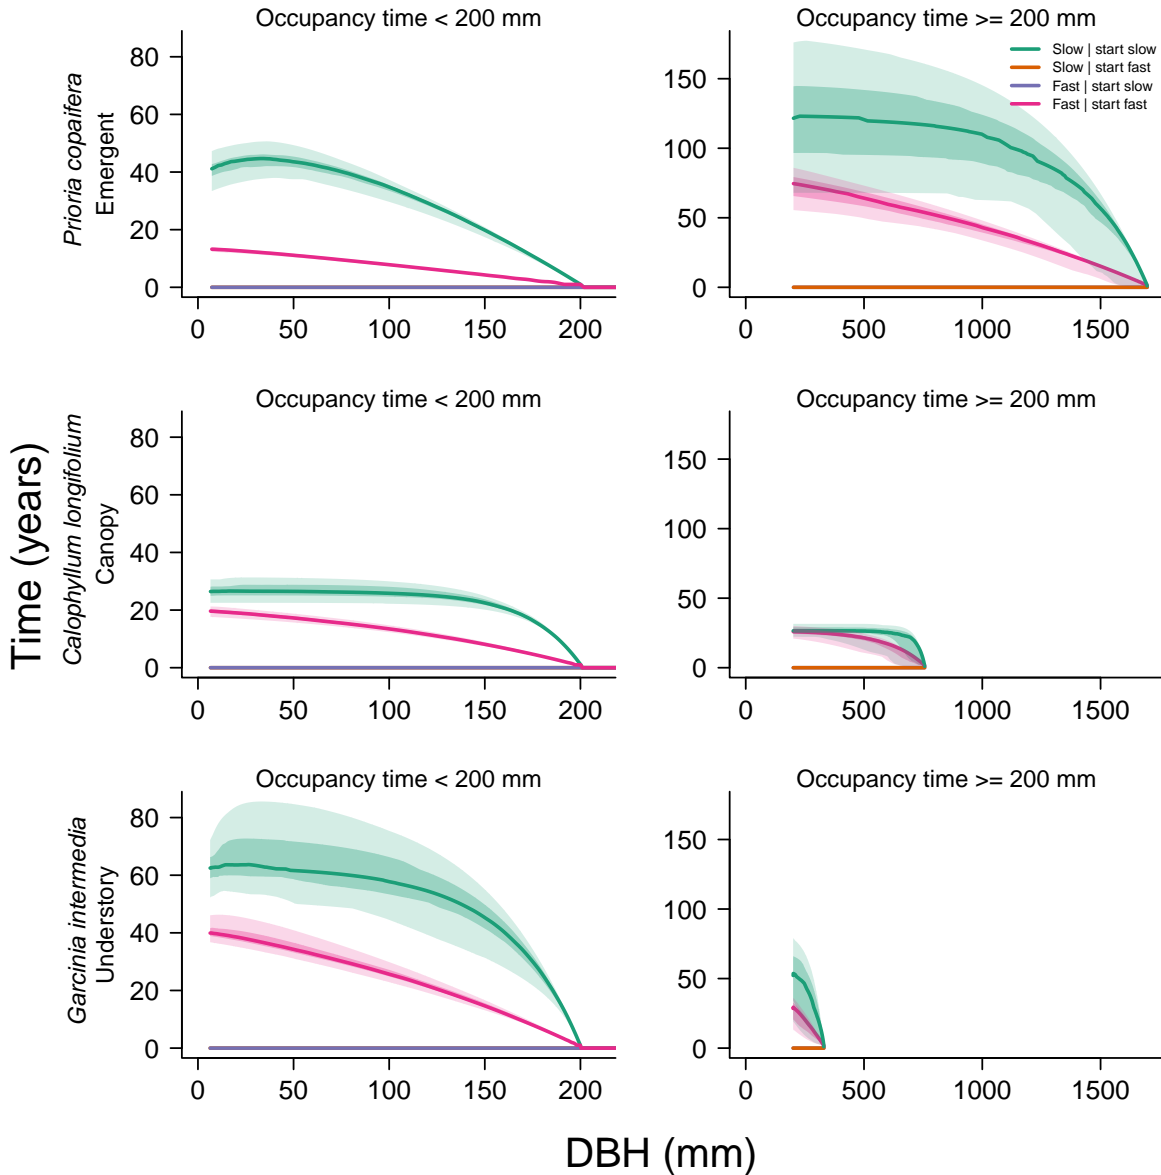 Occupancy time < 200 mm
Occupancy time >= 200 mm
Slow | start slow
Slow | start fast
Fast | start slow
Fast | start fast
Prioria copaifera
Emergent
80
60
40
20
0
0 50 100 150 200
150
100
50
0
0 500 1000 1500
Occupancy time < 200 mm
Occupancy time >= 200 mm
Time (years)
Calophyllum longifolium
Canopy
80
60
40
20
0
0 50 100 150 200
150
100
50
0
0 500 1000 1500
Occupancy time < 200 mm
Occupancy time >= 200 mm
Garcinia intermedia
Understory
80
60
40
20
0
0 50 100 150 200
150
100
50
0
0 500 1000 1500
DBH (mm)